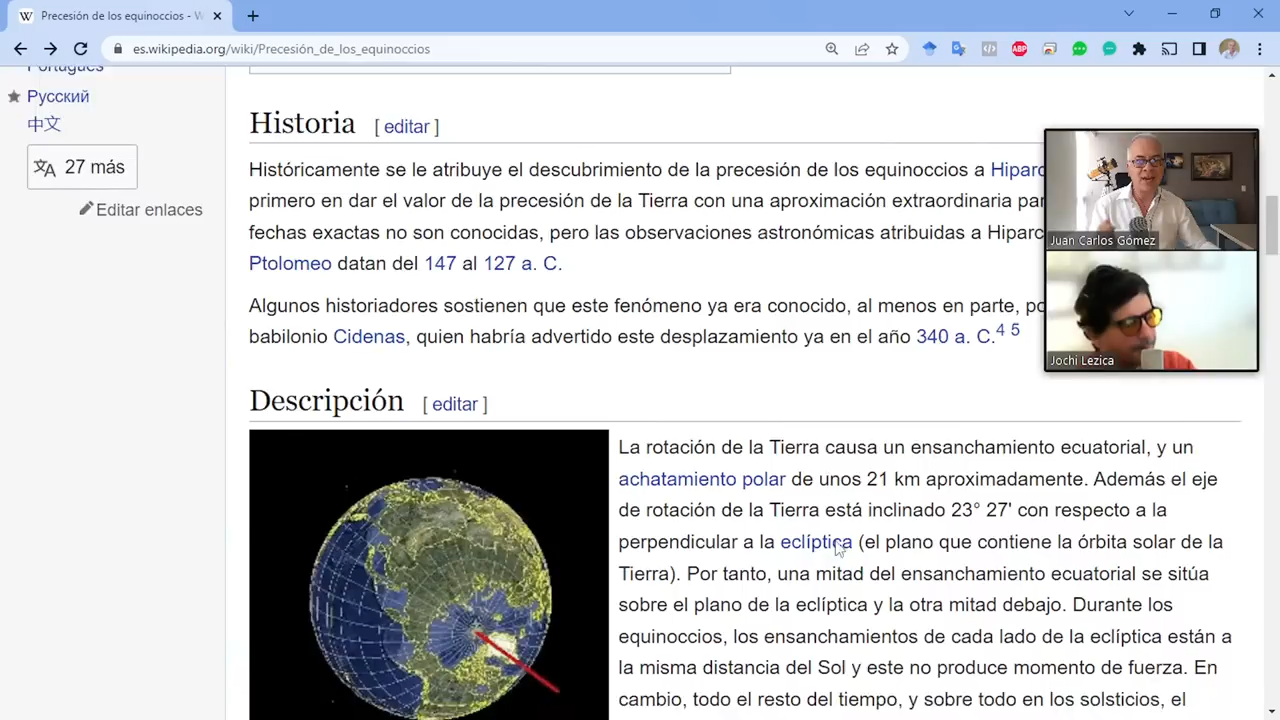 Precesión de los equinoccios - W
es.wikipedia.org/wiki/Precesión_de_los_equinoccios
Português
Русский
中文
27 más
Editar enlaces
Historia [ editar ]
Históricamente se le atribuye el descubrimiento de la precesión de los equinoccios a Hiparc
primero en dar el valor de la precesión de la Tierra con una aproximación extraordinaria par
fechas exactas no son conocidas, pero las observaciones astronómicas atribuidas a Hiparc
Ptolomeo datan del 147 al 127 a. C.
Algunos historiadores sostienen que este fenómeno ya era conocido, al menos en parte, po
babilonio Cidenas, quien habría advertido este desplazamiento ya en el año 340 a. C.4 5
Juan Carlos Gómez
Jochi Lezica
Descripción [ editar ]
La rotación de la Tierra causa un ensanchamiento ecuatorial, y un
achatamiento polar de unos 21 km aproximadamente. Además el eje
de rotación de la Tierra está inclinado 23° 27' con respecto a la
perpendicular a la eclíptica (el plano que contiene la órbita solar de la
Tierra). Por tanto, una mitad del ensanchamiento ecuatorial se sitúa
sobre el plano de la eclíptica y la otra mitad debajo. Durante los
equinoccios, los ensanchamientos de cada lado de la eclíptica están a
la misma distancia del Sol y este no produce momento de fuerza. En
cambio, todo el resto del tiempo, y sobre todo en los solsticios, el